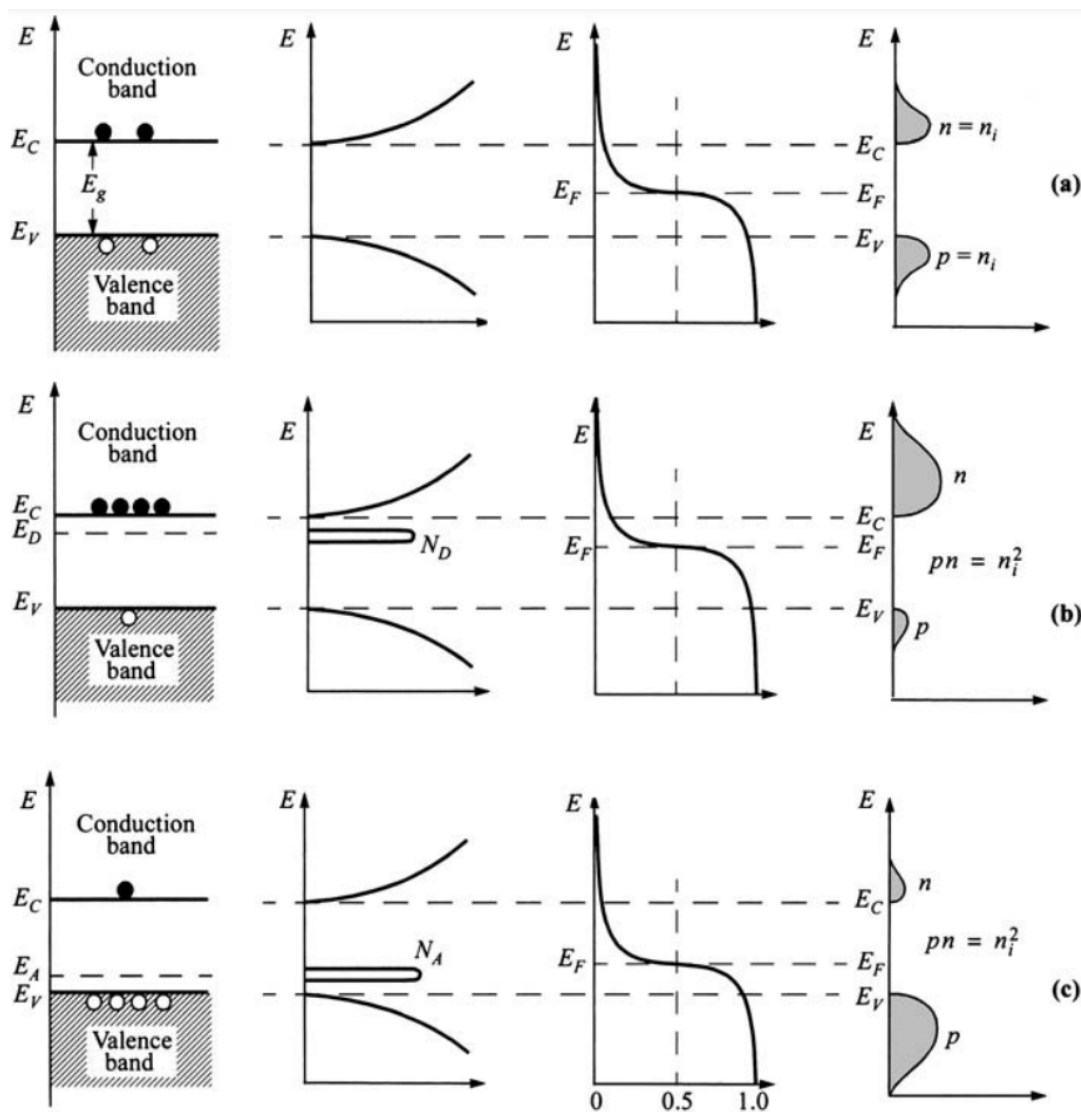 E
E
E
E
Conduction
band
n = n_i
E_C
E_C
E_g
E_F
E_F
(a)
E_V
E_V
p = n_i
Valence
band
E
E
E
E
Conduction
band
n
E_C
E_C
E_D
N_D
E_F
E_F
pn = n_i^2
E_V
E_V
p
(b)
Valence
band
E
E
E
E
Conduction
band
n
E_C
E_C
pn = n_i^2
E_A
N_A
E_F
E_F
E_V
E_V
(c)
Valence
band
p
0 0.5 1.0